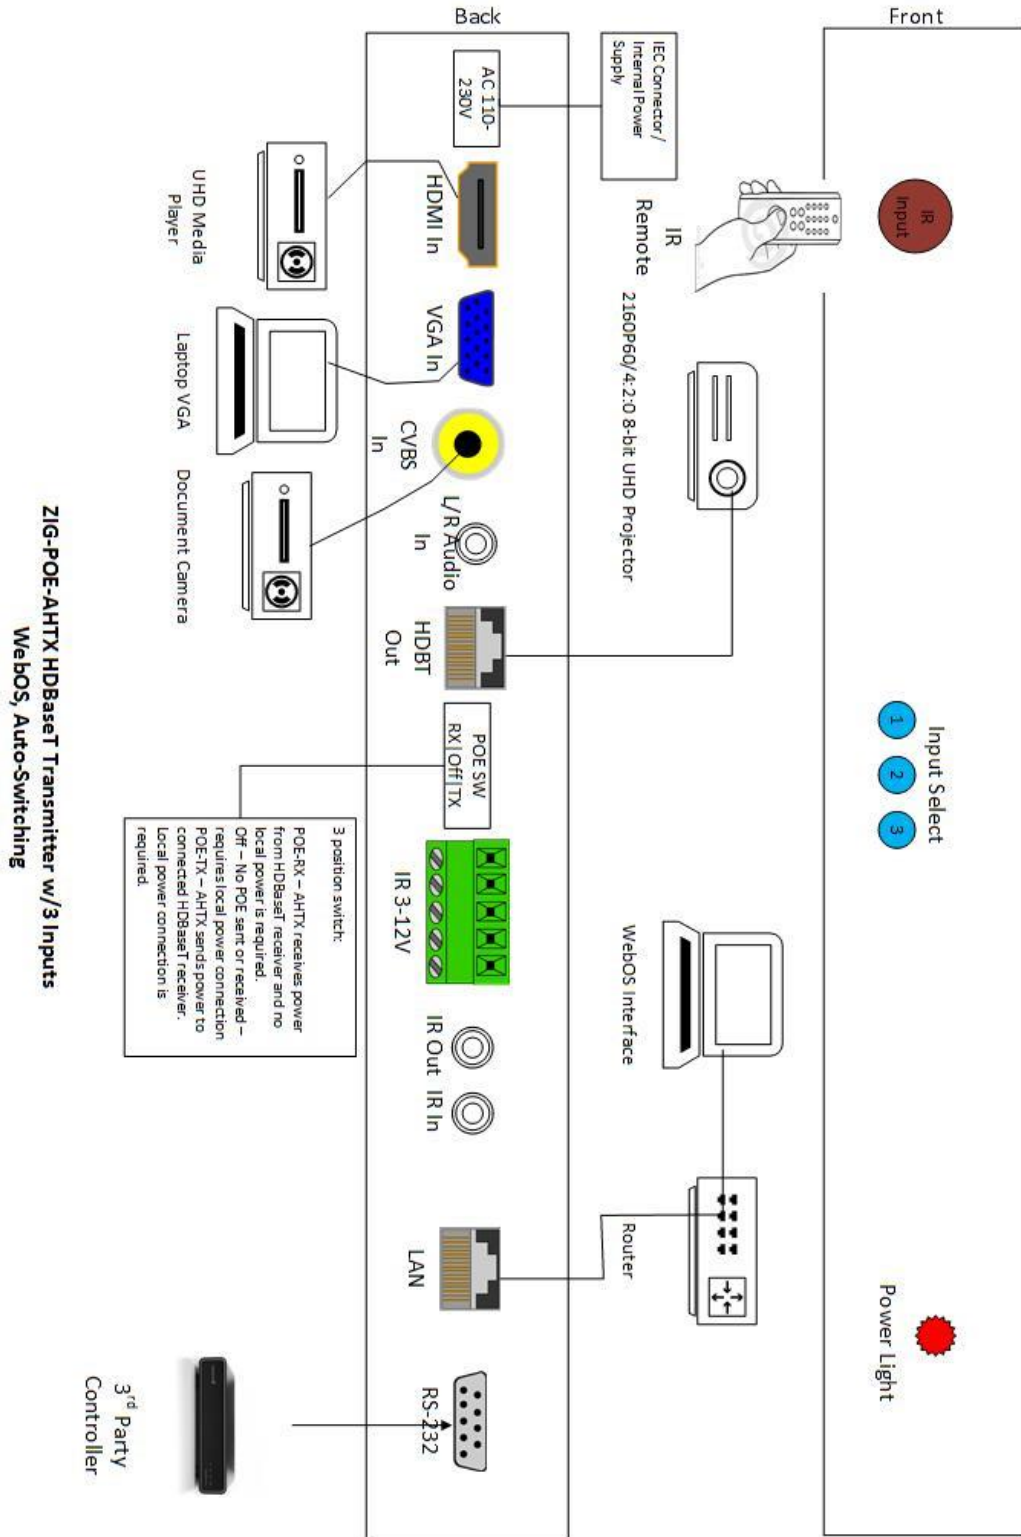 Front
IR
Input
Input Select
1
2
3
Power Light
IR
Remote
2160P60/4:2:0 8-bit UHD Projector
WebOS Interface
Router
IEC Connector/
Internal Power
Supply
Back
AC 110-
230V
HDMI In
VGA In
CVBS
In
L/R Audio
In
HDBT
Out
POE SW
RX|Off|TX
IR 3-12V
IR Out
IR In
LAN
RS-232
UHD Media
Player
Laptop VGA
Document Camera
3 position switch:
POE-RX – AHTX receives power
from HDBaseT receiver and no
local power is required.
Off – No POE sent or received –
requires local power connection
POE-TX – AHTX sends power to
connected HDBaseT receiver.
Local power connection is
required.
3rd Party
Controller
ZIG-POE-AHTX HDBaseT Transmitter w/3 Inputs
WebOS, Auto-Switching